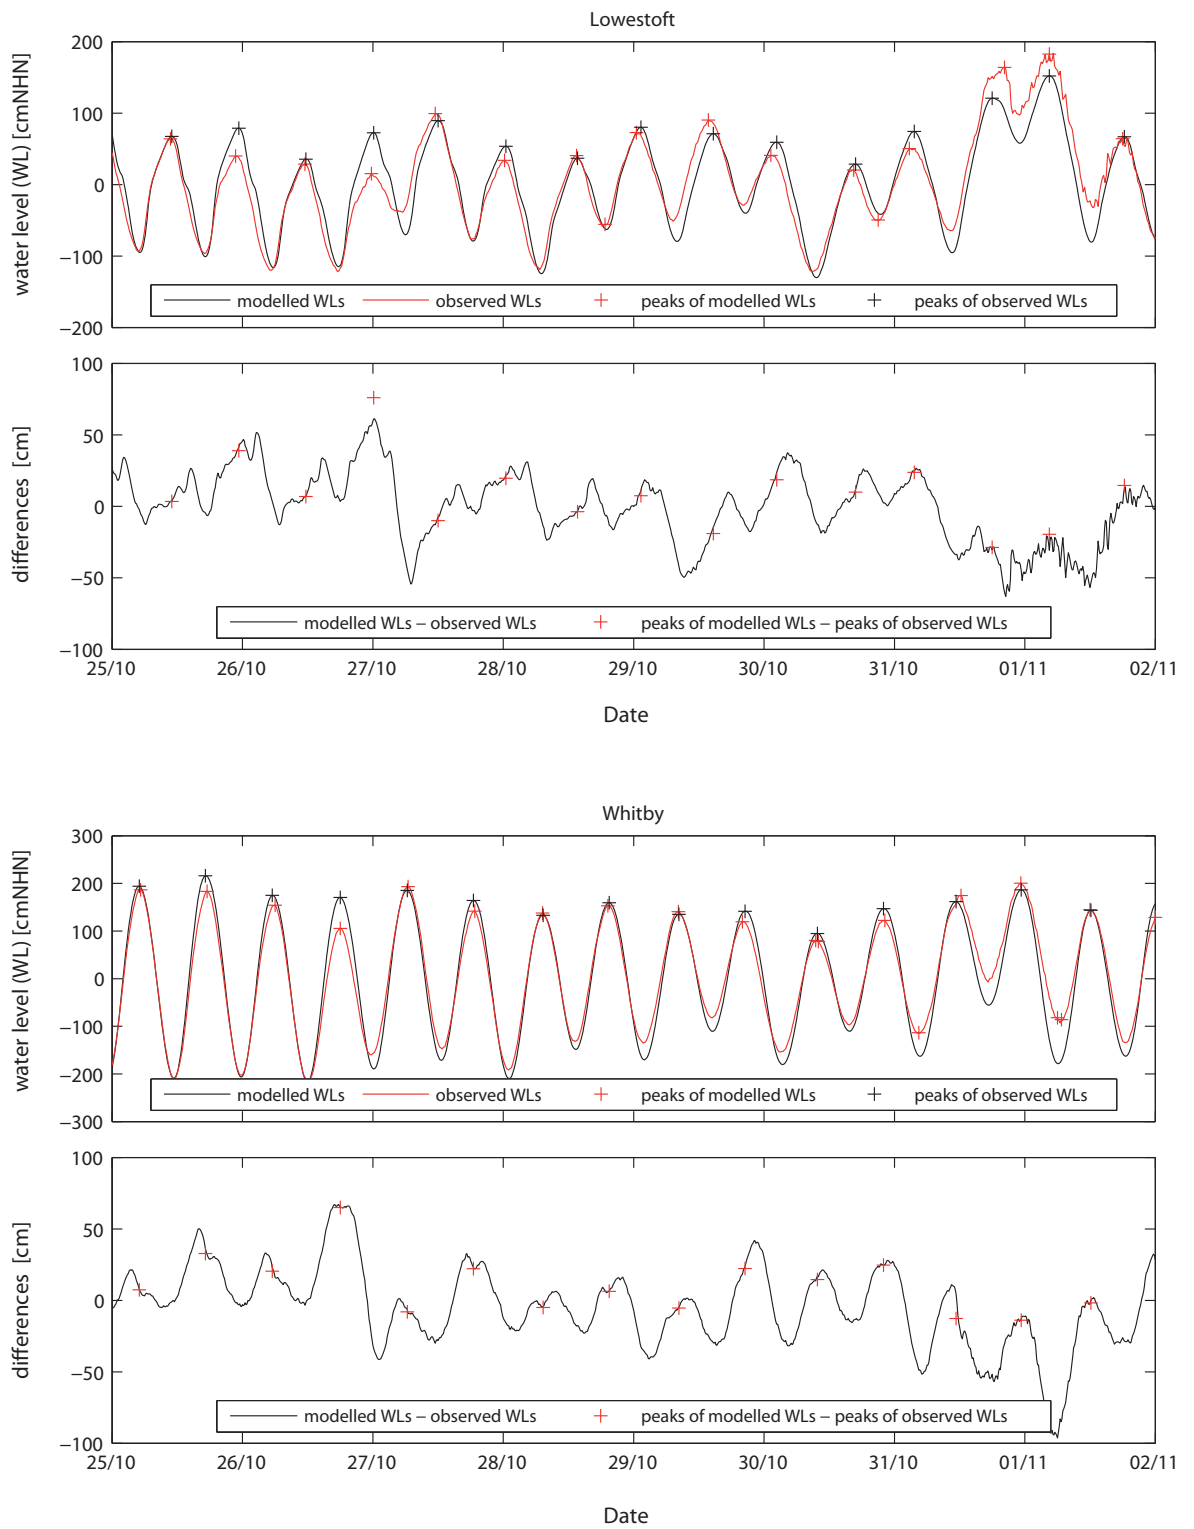 Lowestoft
water level (WL) [cmNHN]
200
100
0
−100
−200
modelled WLs observed WLs peaks of modelled WLs peaks of observed WLs
differences [cm]
100
50
0
−50
−100
modelled WLs – observed WLs peaks of modelled WLs – peaks of observed WLs
25/10 26/10 27/10 28/10 29/10 30/10 31/10 01/11 02/11
Date
Whitby
water level (WL) [cmNHN]
300
200
100
0
−100
−200
−300
modelled WLs observed WLs peaks of modelled WLs peaks of observed WLs
differences [cm]
100
50
0
−50
−100
modelled WLs – observed WLs peaks of modelled WLs – peaks of observed WLs
25/10 26/10 27/10 28/10 29/10 30/10 31/10 01/11 02/11
Date